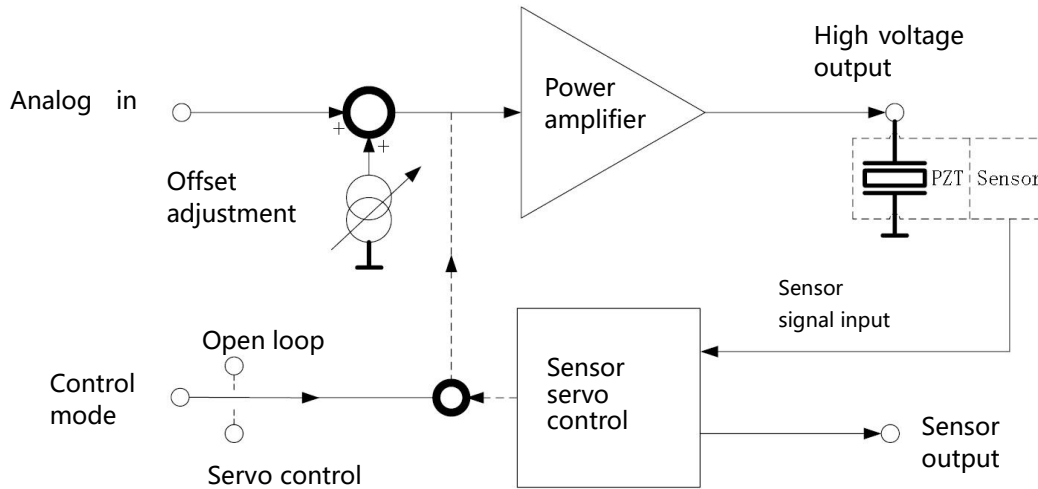 High voltage
output
Analog in
Power
amplifier
+
+
PZT
Sensor
Offset
adjustment
Sensor
signal input
Open loop
Control
mode
Sensor
servo
control
Servo control
Sensor
output